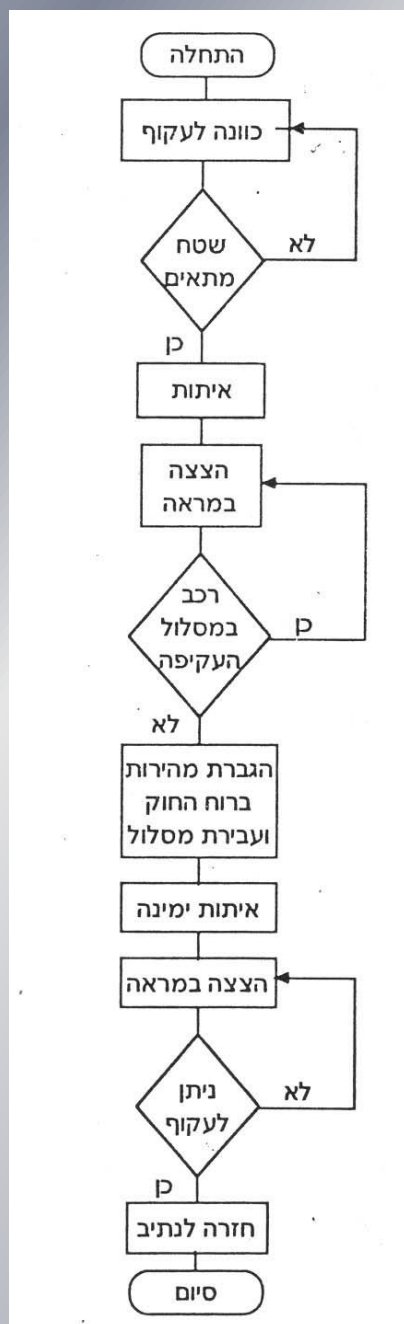 התחלה
כוונה לעקוף
שטח
מתאים
לא
כן
איתות
הצצה
במראה
רכב
במסלול
העקיפה
כן
לא
הגברת מהירות
ברוח החוק
ועבירת מסלול
איתות ימינה
הצצה במראה
ניתן
לעקוף
לא
כן
חזרה לנתיב
סיום